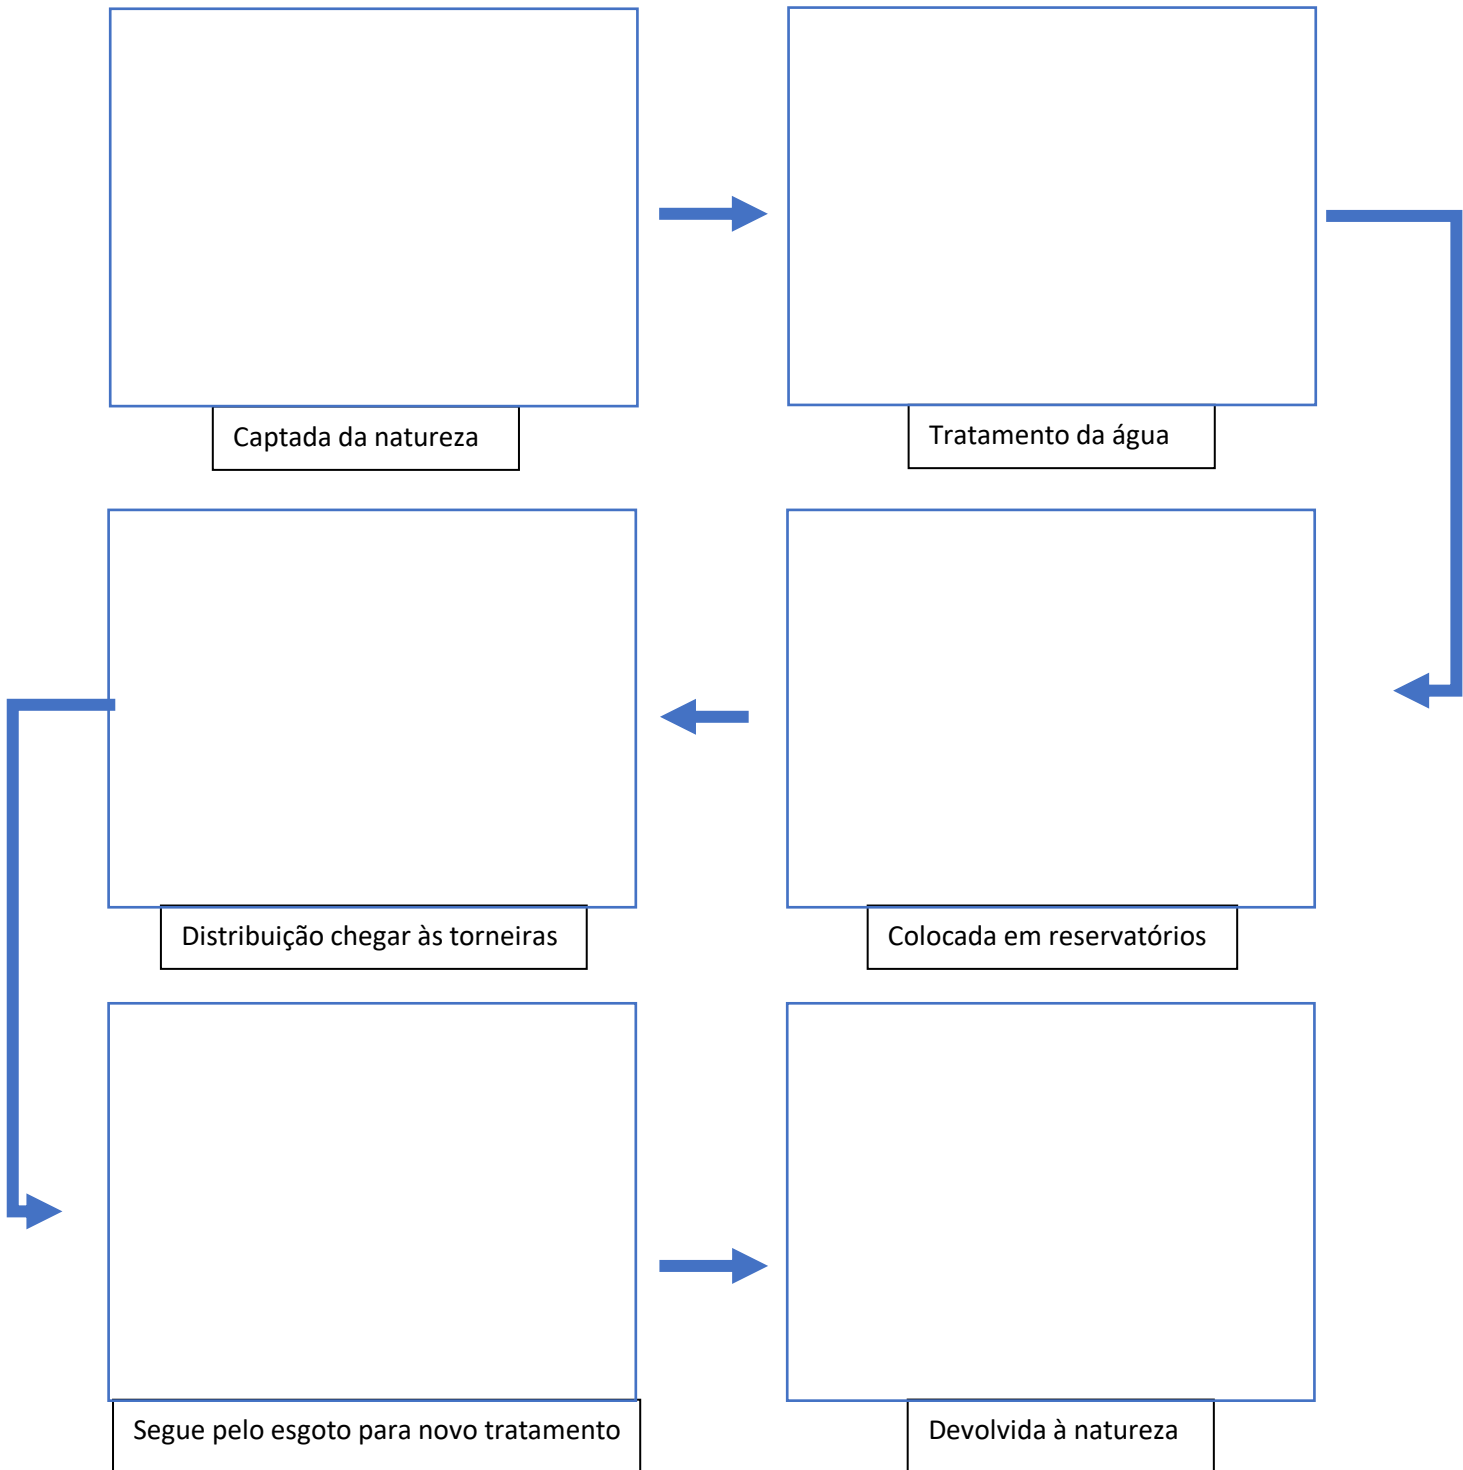 Captada da natureza
Tratamento da água
Distribuição chegar às torneiras
Colocada em reservatórios
Segue pelo esgoto para novo tratamento
Devolvida à natureza